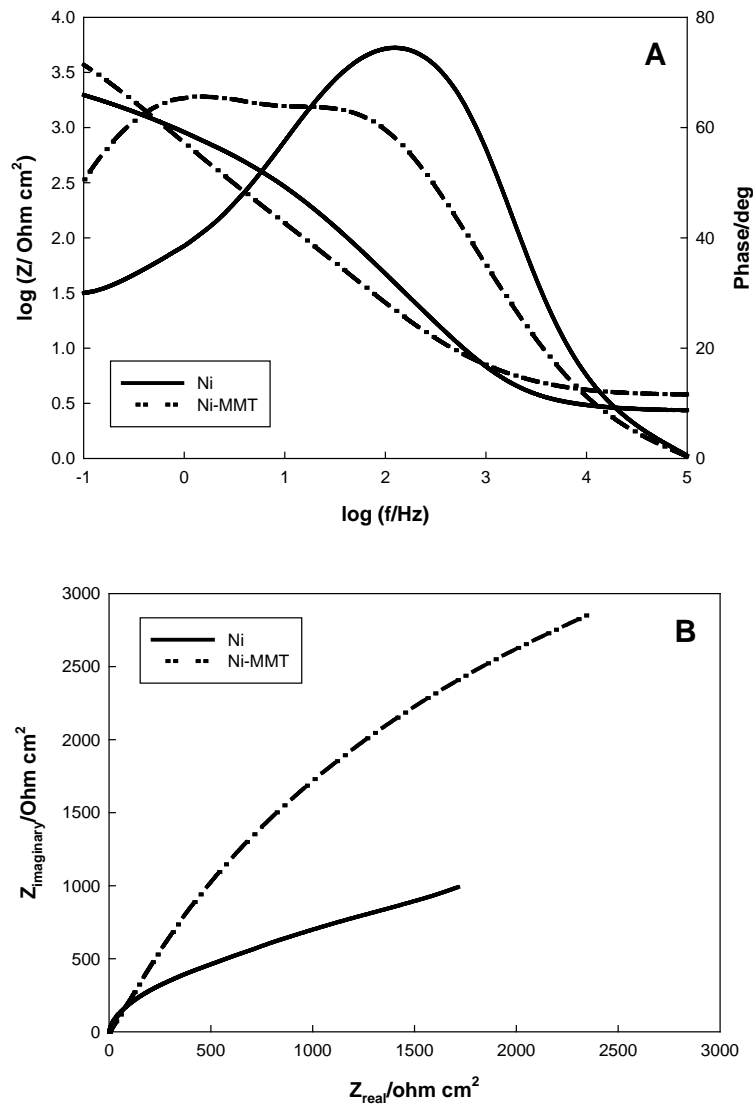 A
4.0
3.5
3.0
2.5
2.0
1.5
1.0
0.5
0.0
log (Z/ Ohm cm²)
80
60
40
20
0
Phase/deg
Ni
Ni-MMT
-1 0 1 2 3 4 5
log (f/Hz)
B
3000
2500
2000
1500
1000
500
0
Z_imaginary/Ohm cm²
Ni
Ni-MMT
0 500 1000 1500 2000 2500 3000
Z_real/ohm cm²